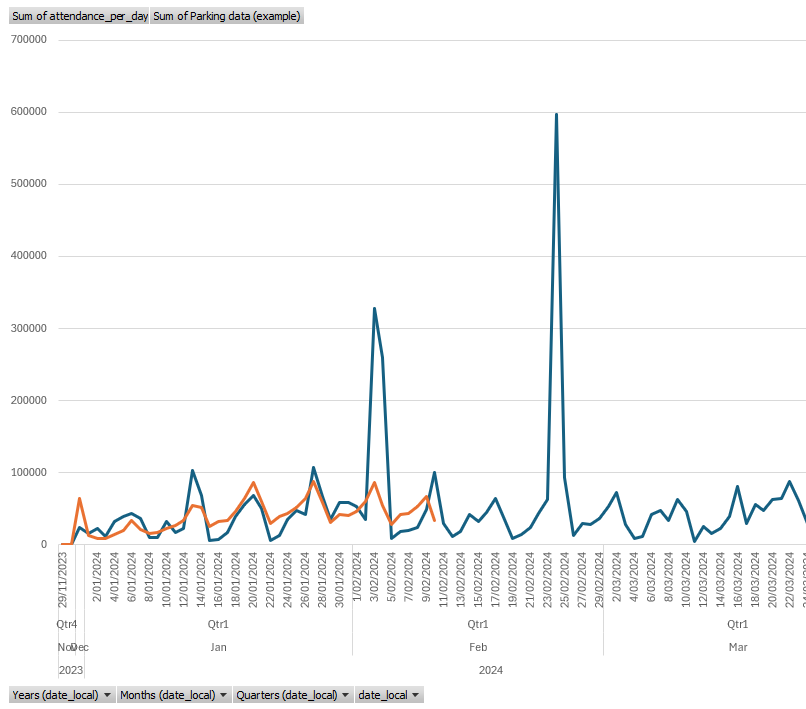 Sum of attendance_per_day Sum of Parking data (example)
700000
600000
500000
400000
300000
200000
100000
0
29/11/2023 2/01/2024 4/01/2024 6/01/2024 8/01/2024 10/01/2024 12/01/2024 14/01/2024 16/01/2024 18/01/2024 20/01/2024 22/01/2024 24/01/2024 26/01/2024 28/01/2024 30/01/2024 1/02/2024 3/02/2024 5/02/2024 7/02/2024 9/02/2024 11/02/2024 13/02/2024 15/02/2024 17/02/2024 19/02/2024 21/02/2024 23/02/2024 25/02/2024 27/02/2024 29/02/2024 2/03/2024 4/03/2024 6/03/2024 8/03/2024 10/03/2024 12/03/2024 14/03/2024 16/03/2024 18/03/2024 20/03/2024 22/03/2024
Qtr4 Qtr1 Qtr1 Qtr1
Nov Dec Jan Feb Mar
2023 2024
Years (date_local) Months (date_local) Quarters (date_local) date_local